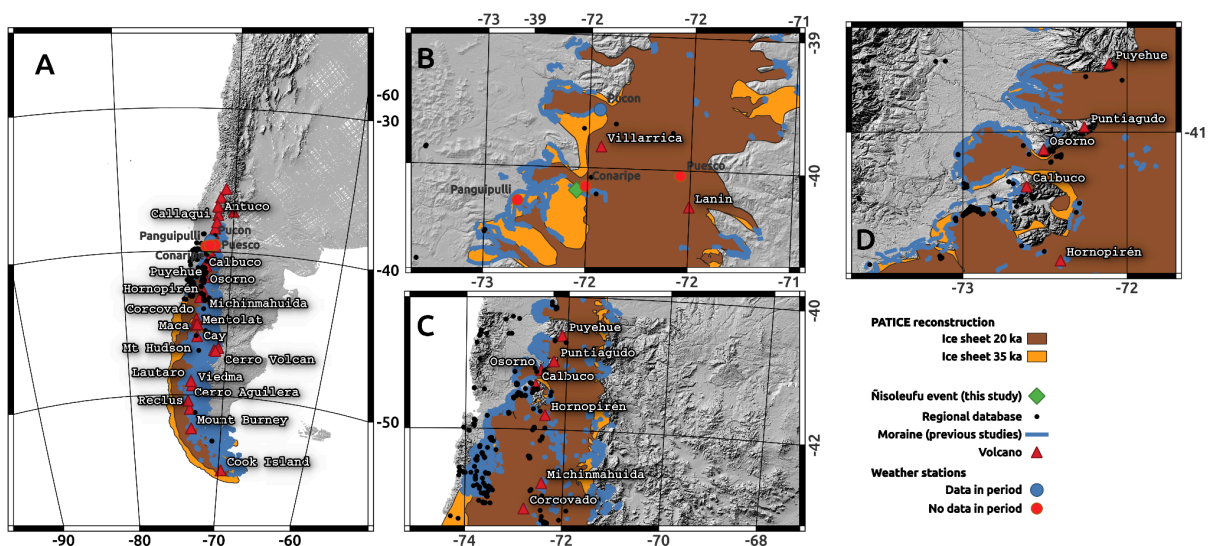 A
-60
-30
-40
-50
Antuco
Callaqui
Pucon
Panguipulli
Puesco
Conaripe
Calbuco
Puyehue
Osorno
Hornopirén
Michinmahuida
Corcovado
Mentolat
Maca
Cay
Mt Hudson
Cerro Volcan
Lautaro
Viedma
Cerro Aguilera
Reclus
Mount Burney
Cook Island
-90
-80
-70
-60
B
-73
-39
-72
-71
-39
Pucon
Villarrica
Puesco
-40
Conaripe
Panguipulli
Lanin
-73
-72
-72
-71
C
-40
Puyehue
Puntiagudo
Osorno
Calbuco
Hornopirén
-42
Michinmahuida
Corcovado
-74
-72
-70
-68
D
Puyehue
Puntiagudo
-41
Osorno
Calbuco
Hornopirén
-73
-72
PATICE reconstruction
Ice sheet 20 ka
Ice sheet 35 ka
Ñisoleufu event (this study)
Regional database
Moraine (previous studies)
Volcano
Weather stations
Data in period
No data in period